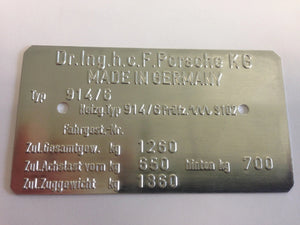 Dr.Ing.h.c.F.Porsche KG
MADE IN GERMANY
Typ 914/6
Heizg.Typ 914/6
Fahrgest.-Nr.
Zul.Gesamtgew. kg 1260
Zul.Achslast vorn kg 650 hinten kg 700
Zul.Zuggewicht kg 1860